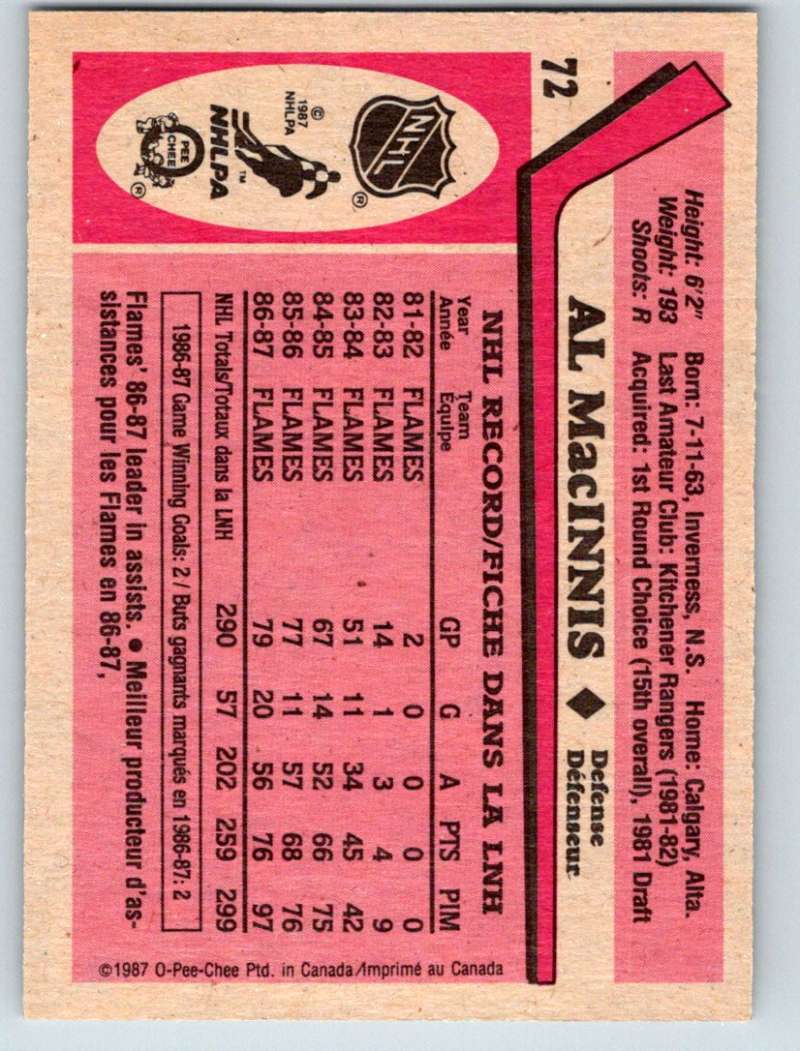 72
Height: 6'2" Born: 7-11-63, Inverness, N.S. Home: Calgary, Alta.
Weight: 193 Last Amateur Club: Kitchener Rangers (1981-82)
Shoots: R Acquired: 1st Round Choice (15th overall), 1981 Draft
AL MacINNIS ♦ Defense
Défenseur
NHL
®
© 1987
NHLPA
NHLPA ™
O PEE CHEE
®
NHL RECORD/FICHE DANS LA LNH
Year Team GP G A PTS PIM
Année Équipe
81-82 FLAMES 2 0 0 0 0
82-83 FLAMES 14 1 3 4 9
83-84 FLAMES 51 11 34 45 42
84-85 FLAMES 67 14 52 66 75
85-86 FLAMES 77 11 57 68 76
86-87 FLAMES 79 20 56 76 97
NHL Totals/Totaux dans la LNH 290 57 202 259 299
1986-87 Game Winning Goals: 2 / Buts gagnants marqués en 1986-87: 2
Flames' 86-87 leader in assists. ● Meilleur producteur d'as-
sistances pour les Flames en 86-87,
©1987 O-Pee-Chee Ptd. in Canada/Imprimé au Canada